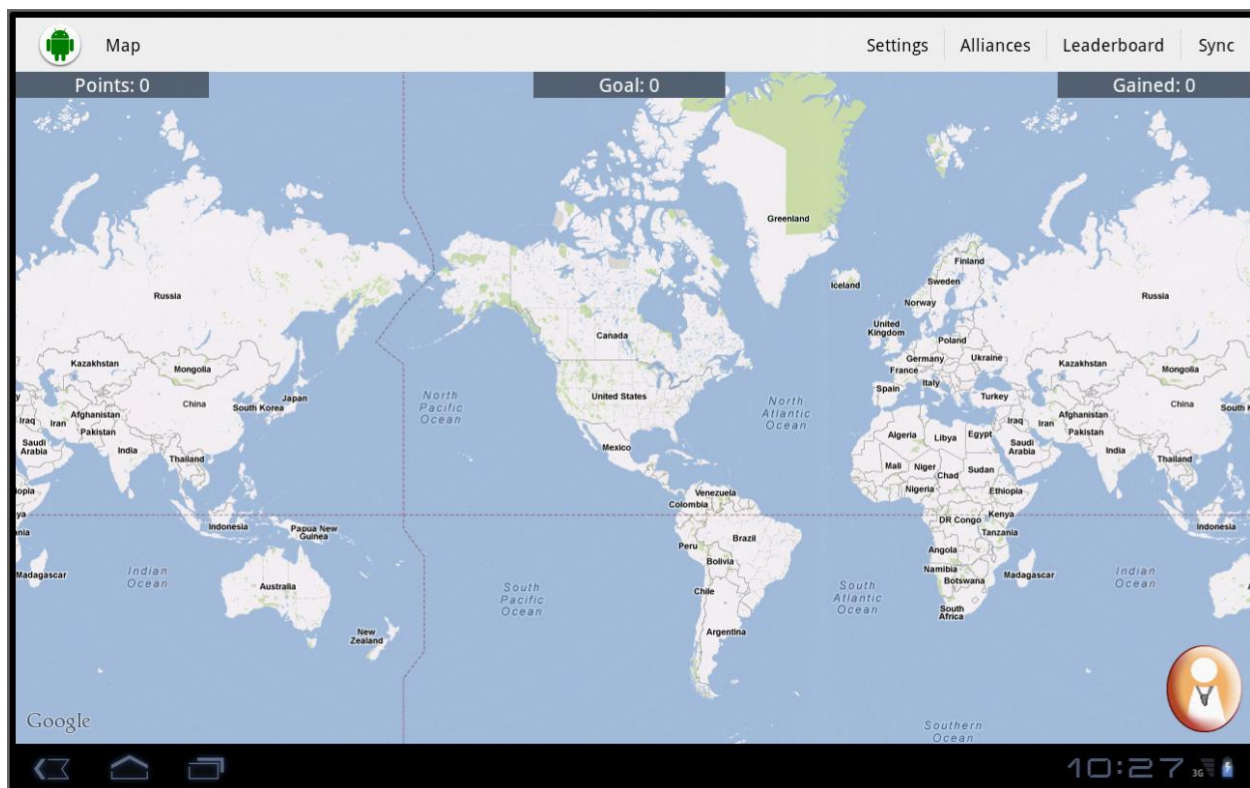 Map
Settings
Alliances
Leaderboard
Sync
Points: 0
Goal: 0
Gained: 0
Greenland
Finland
Iceland
Sweden
Russia
Russia
Norway
United
Kingdom
Canada
Poland
Kazakhstan
Mongolia
Germany
Ukraine
Kazakhstan
Mongolia
France
Italy
Spain
Japan
China
South Korea
North
Pacific
Ocean
United States
North
Atlantic
Ocean
Turkey
China
South K
Iraq
Iran
Afghanistan
Pakistan
Saudi
Arabia
India
Thailand
Mexico
Algeria
Libya
Egypt
Iraq
Iran
Saudi
Arabia
Afghanistan
Pakistan
India
Thailand
Mali
Niger
Chad
Sudan
Nigeria
Ethiopia
iopia
Venezuela
Colombia
ya
Indonesia
Papua New
Guinea
DR Congo
Kenya
Tanzania
Indonesia
ania
Brazil
Peru
Bolivia
Angola
Madagascar
Indian
Ocean
Australia
South
Pacific
Ocean
Chile
South
Atlantic
Ocean
Namibia
Botswana
Madagascar
Indian
Ocean
South
Africa
New
Zealand
Argentina
Google
Southern
Ocean
10:27
3G